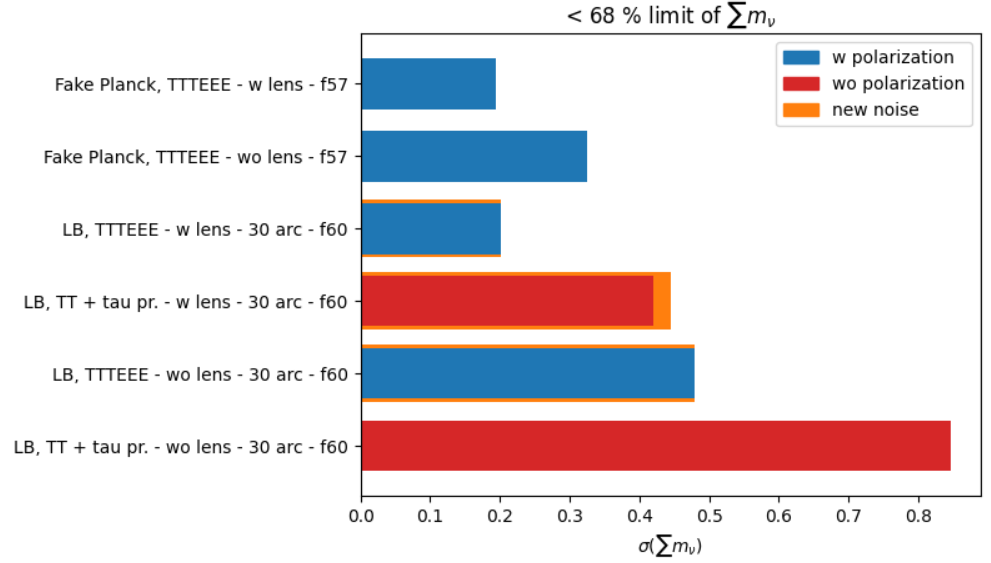 < 68 % limit of ∑mν
w polarization
wo polarization
new noise
Fake Planck, TTTEEE - w lens - f57
Fake Planck, TTTEEE - wo lens - f57
LB, TTTEEE - w lens - 30 arc - f60
LB, TT + tau pr. - w lens - 30 arc - f60
LB, TTTEEE - wo lens - 30 arc - f60
LB, TT + tau pr. - wo lens - 30 arc - f60
0.0 0.1 0.2 0.3 0.4 0.5 0.6 0.7 0.8
σ(∑mν)